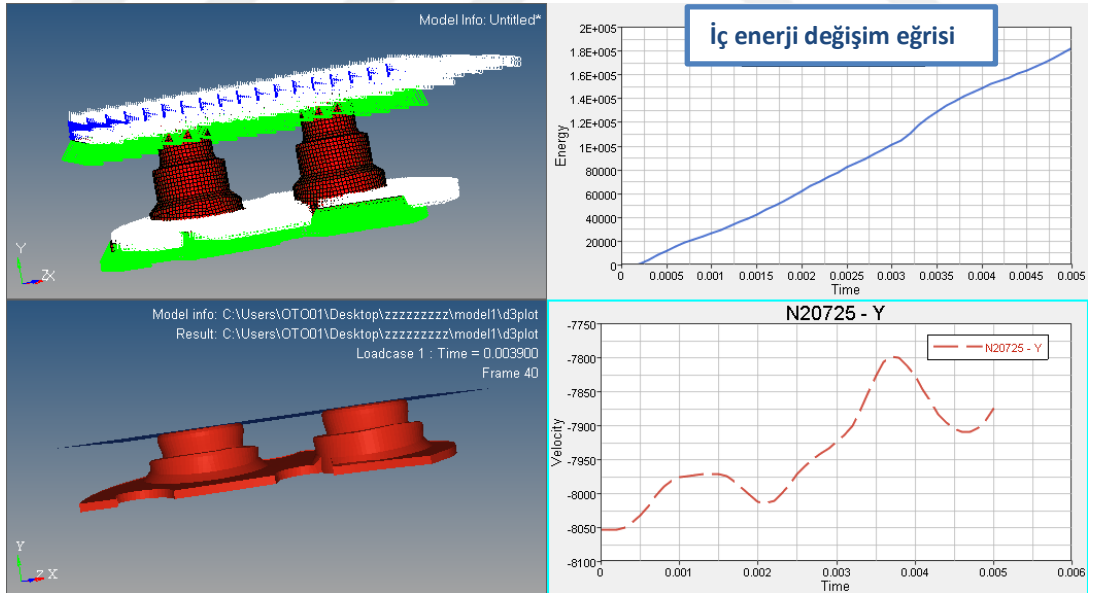 Model Info: Untitled*
Y
ZX
İç enerji değişim eğrisi
2E+005
1.8E+005
1.6E+005
1.4E+005
1.2E+005
1E+005
80000
60000
40000
20000
0
Energy
0 0.0005 0.001 0.0015 0.002 0.0025 0.003 0.0035 0.004 0.0045 0.005
Time
Model info: C:\Users\OTO01\Desktop\zzzzzzzzz\model1\d3plot
Result: C:\Users\OTO01\Desktop\zzzzzzzzz\model1\d3plot
Loadcase 1 : Time = 0.003900
Frame 40
Y
Z X
N20725 - Y
N20725 - Y
-7750
-7800
-7850
-7900
-7950
-8000
-8050
-8100
Velocity
0 0.001 0.002 0.003 0.004 0.005 0.006
Time